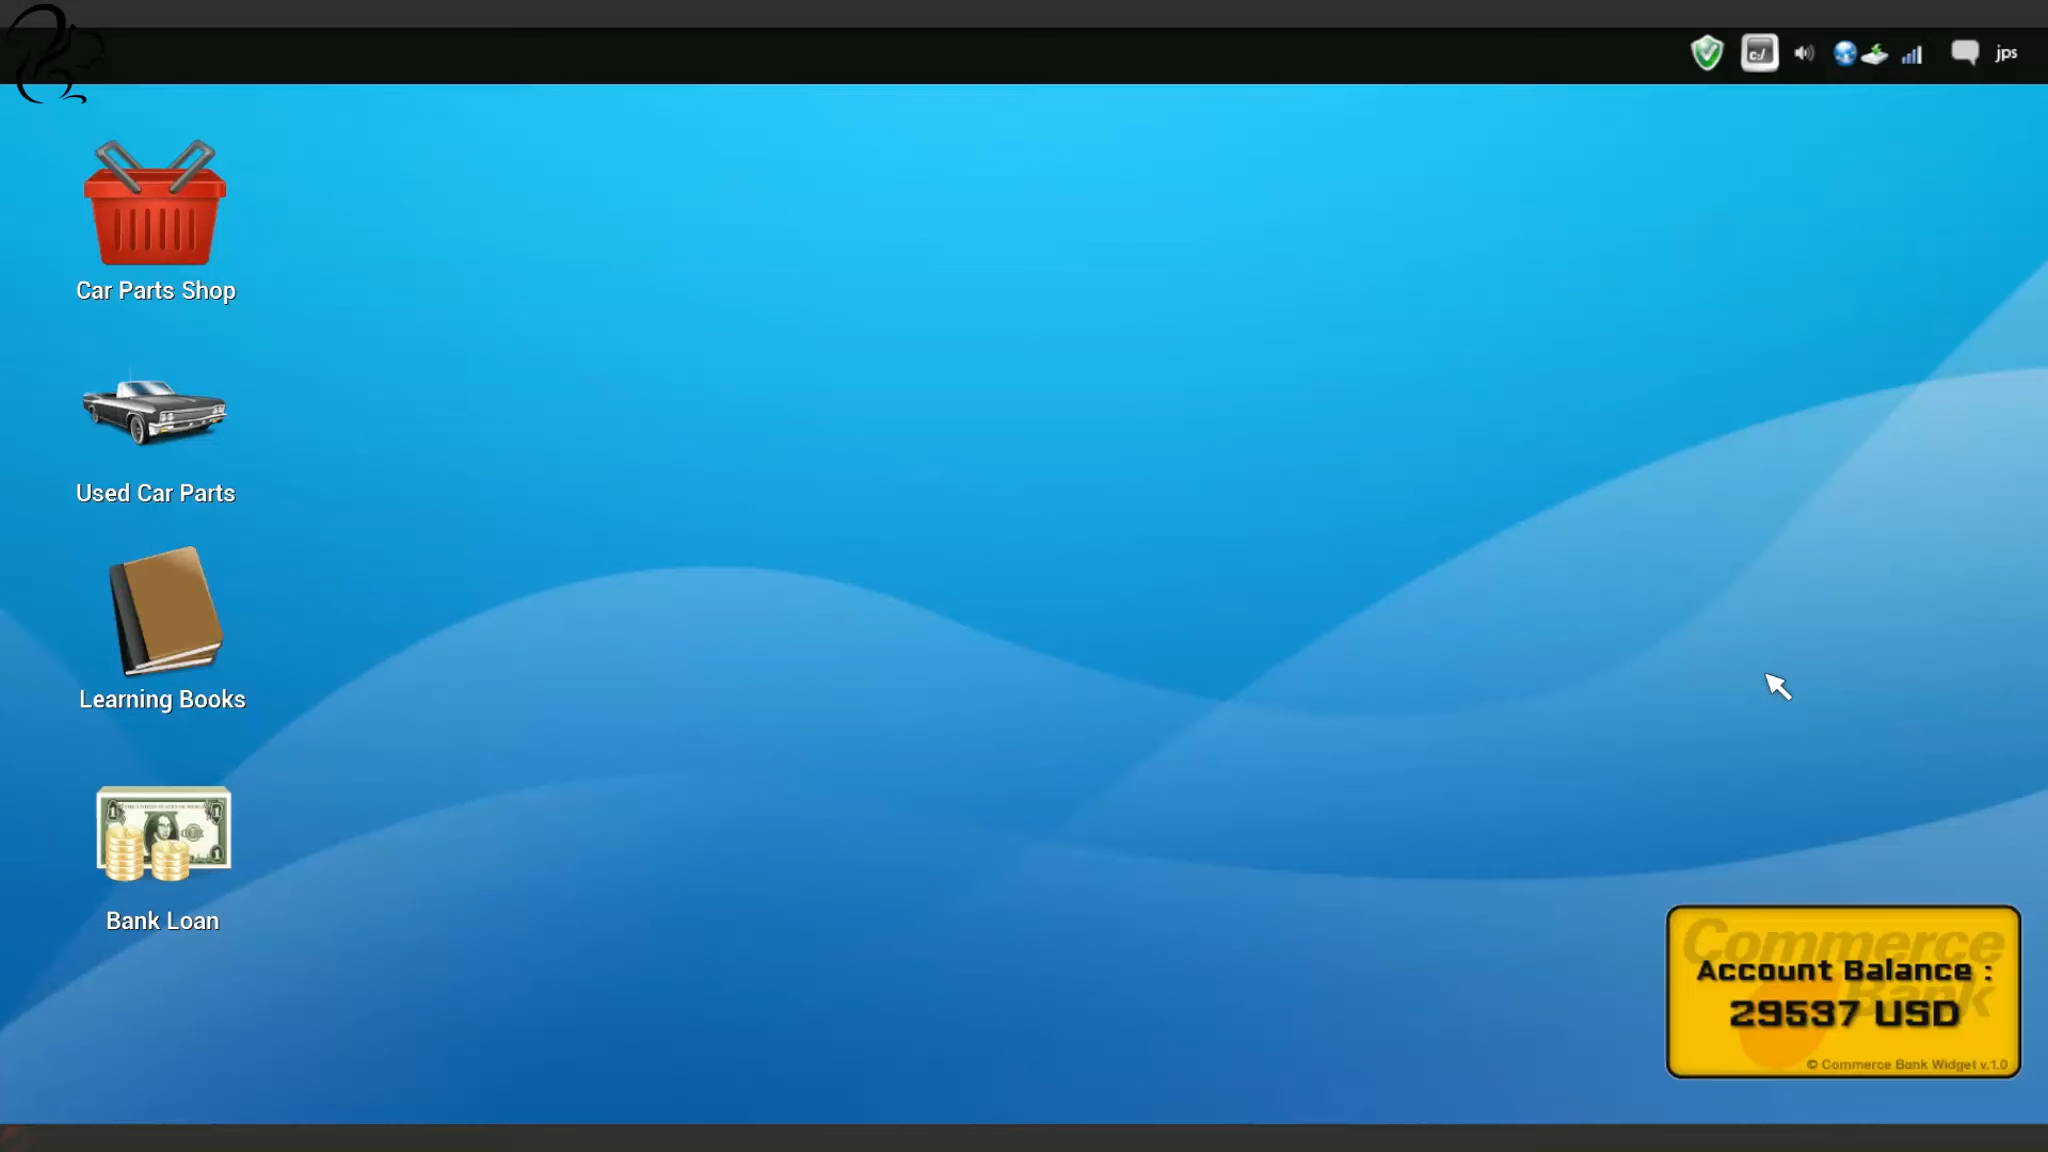 c:/
jps
Car Parts Shop
Used Car Parts
Learning Books
Bank Loan
Commerce
Bank
Account Balance :
29537 USD
© Commerce Bank Widget v.1.0